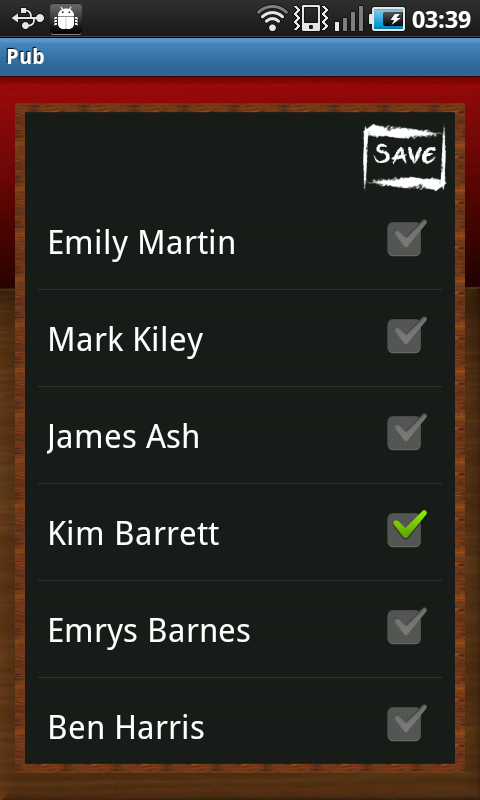 03:39
Pub
SAVE
Emily Martin
Mark Kiley
James Ash
Kim Barrett
Emrys Barnes
Ben Harris